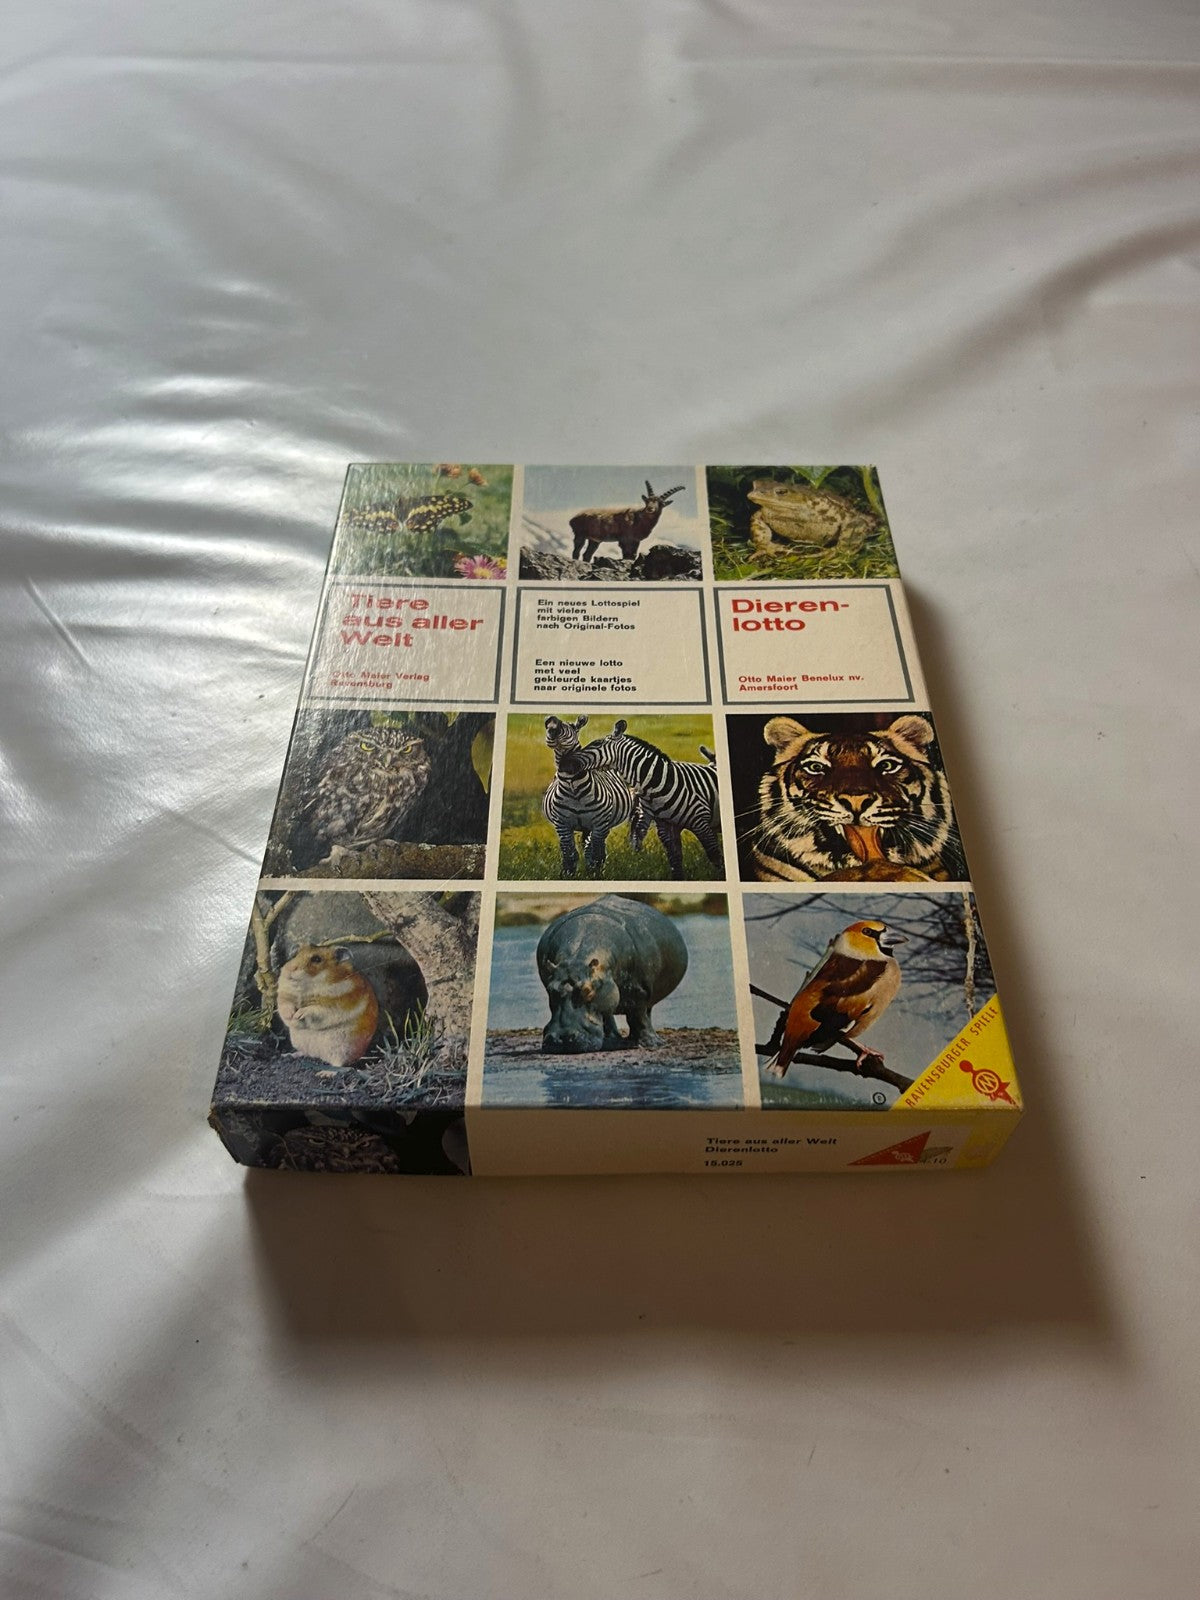 Tiere
aus aller
Welt
Otto Maier Verlag
Ravensburg
Ein neues Lottospiel
mit vielen
farbigen Bildern
nach Original-Fotos
Een nieuwe lotto
met veel
gekleurde kaartjes
naar originele fotos
Dieren-
lotto
Otto Maier Benelux nv.
Amersfoort
RAVENSBURGER SPIELE
Tiere aus aller Welt
Dierenlotto
15.025